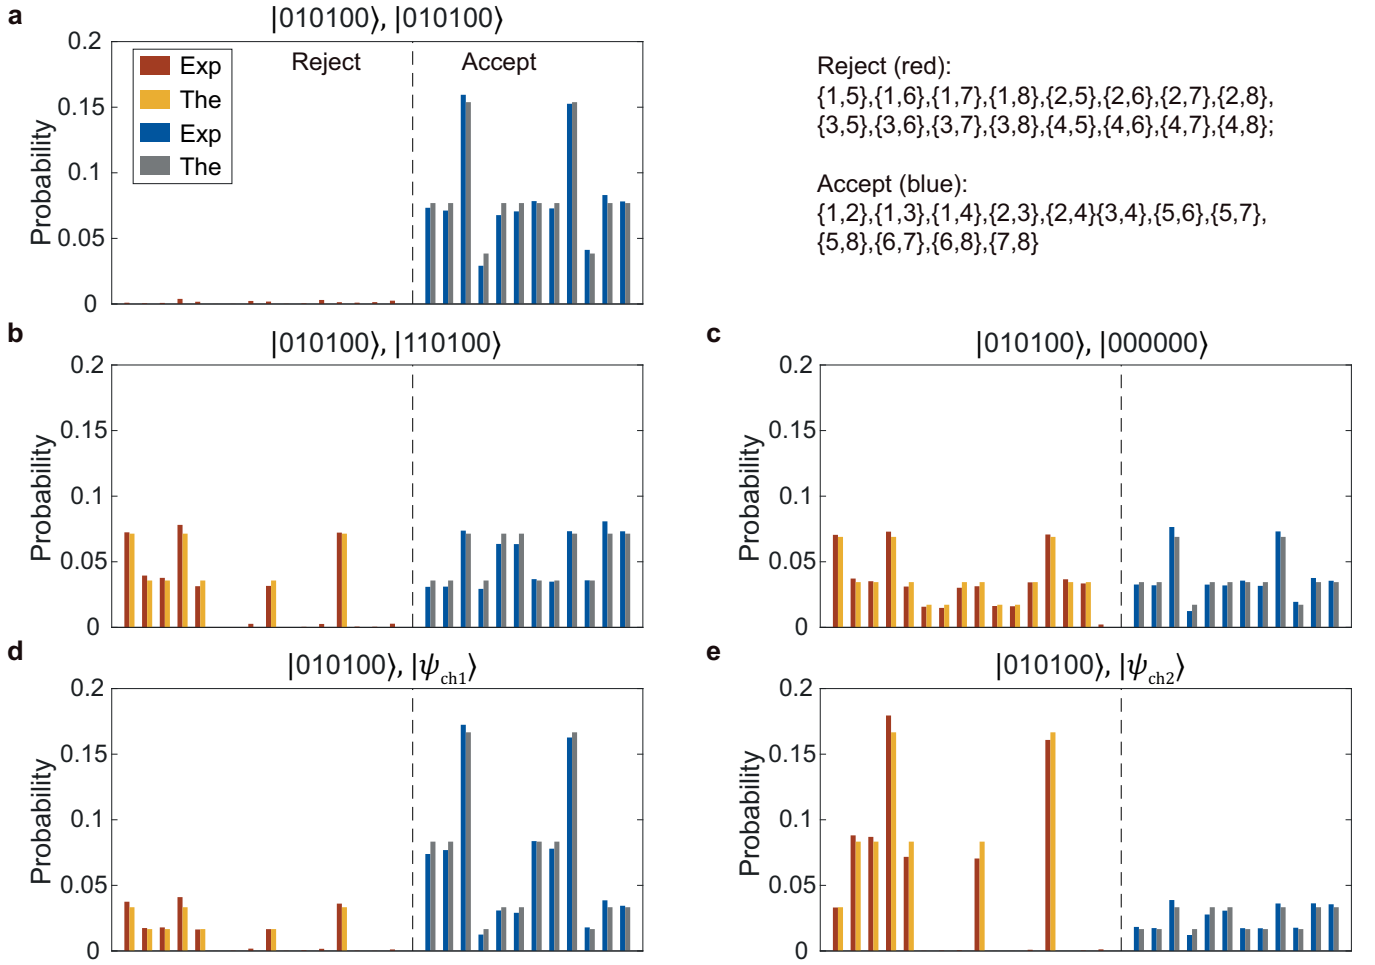 a
|010100⟩, |010100⟩
0.2
0.15
0.1
0.05
0
Probability
Exp
The
Exp
The
Reject
Accept
Reject (red):
{1,5},{1,6},{1,7},{1,8},{2,5},{2,6},{2,7},{2,8},
{3,5},{3,6},{3,7},{3,8},{4,5},{4,6},{4,7},{4,8};
Accept (blue):
{1,2},{1,3},{1,4},{2,3},{2,4}{3,4},{5,6},{5,7},
{5,8},{6,7},{6,8},{7,8}
b
|010100⟩, |110100⟩
0.2
0.15
0.1
0.05
0
Probability
c
|010100⟩, |000000⟩
0.2
0.15
0.1
0.05
0
Probability
d
|010100⟩, |ψch1⟩
0.2
0.15
0.1
0.05
0
Probability
e
|010100⟩, |ψch2⟩
0.2
0.15
0.1
0.05
0
Probability